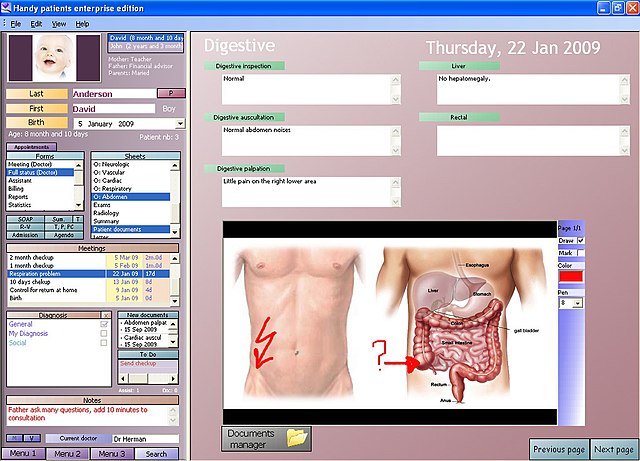 Handy patients enterprise edition
File Edit View Help
David (8 month and 10 day
John (2 years and 3 month)
Mother: Teacher
Father: Financial advisor
Parents: Maried
Last Anderson P
First David Boy
Birth 5 January 2009
Age: 8 month and 10 days
Patient nb: 3
Appointments
Forms
Meeting (Doctor)
Full status (Doctor)
Assistant
Billing
Reports
Statistics
Sheets
O: Neurologic
O: Vascular
O: Cardiac
O: Respiratory
O: Abdomen
Exams
Radiology
Summary
Patient documents
SOAP Sum. T
R-V T, P, PC
Admission Agenda
Meetings
2 month checkup 5 Mar 09 2m.0d
1 month checkup 5 Feb 09 1m.0d
Respiration problem 22 Jan 09 17d
10 days chekup 13 Jan 09 8d
Control for return at home 9 Jan 09 4d
Birth 5 Jan 09 0d
Diagnosis x
General
My Diagnosis
Social
New documents
- Abdomen palpat
- 15 Sep 2009
- Cardiac auscul
- 15 Sep 2009
To Do
Send checkup
Assist: 1 Doc: 0
Notes
Father ask many questions, add 10 minutes to
consultation
M V Current doctor Dr Herman
Menu 1 Menu 2 Menu 3 Search
Digestive
Thursday, 22 Jan 2009
Digestive inspection
Normal
Liver
No hepatomegaly.
Digestive auscultation
Normal abdomen noises
Rectal
Digestive palpation
Little pain on the right lower area
Page 1/1
Draw
Mark
Color
Pen
8
Esophagus
Liver
Stomach
Colon
gall bladder
Small intestine
?
Rectum
Anus
Documents
manager
Previous page Next page